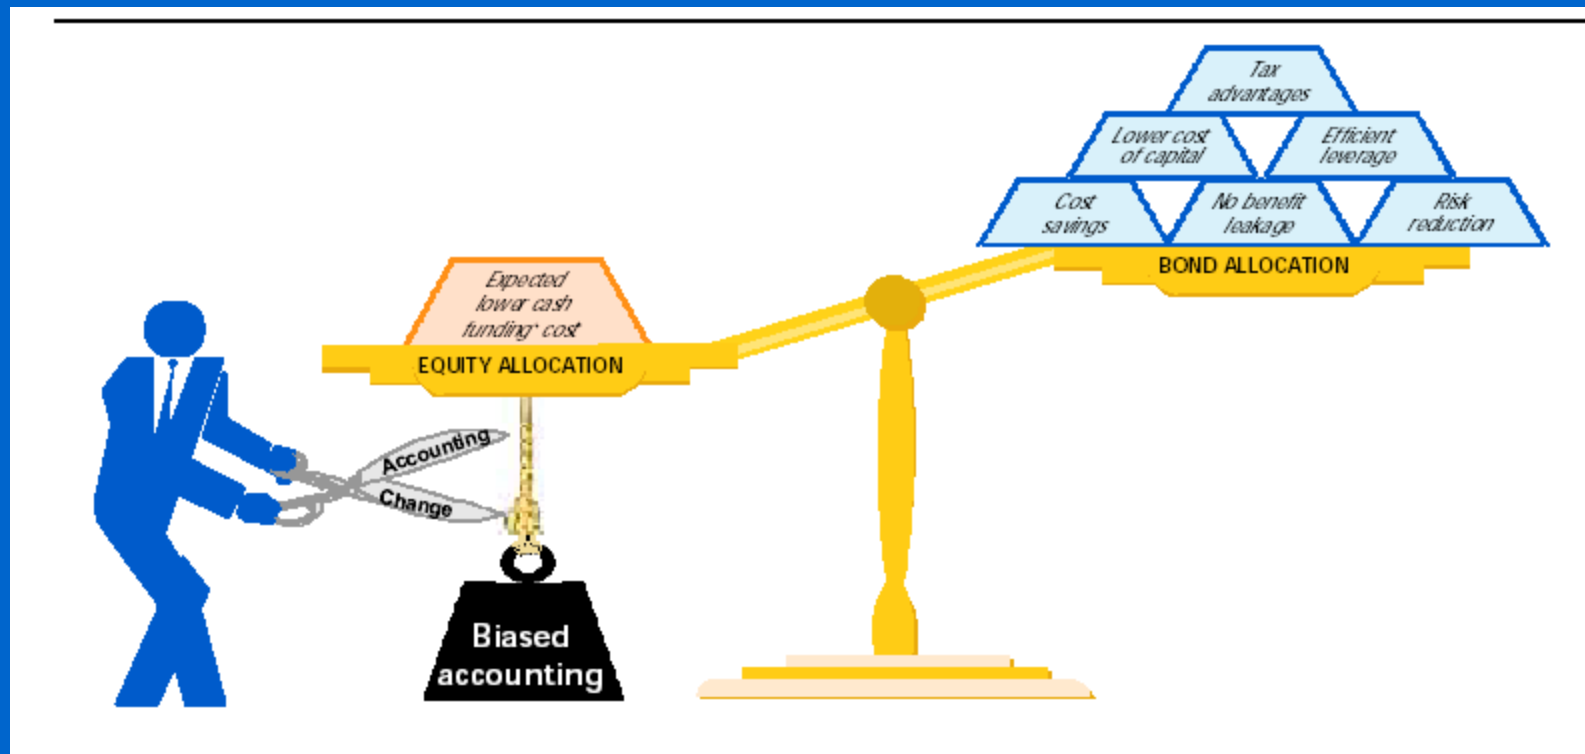 Tax
advantages
Lower cost
of capital
Efficient
leverage
Cost
savings
No benefit
leakage
Risk
reduction
BOND ALLOCATION
Expected
lower cash
funding* cost
EQUITY ALLOCATION
Accounting
Change
Biased
accounting